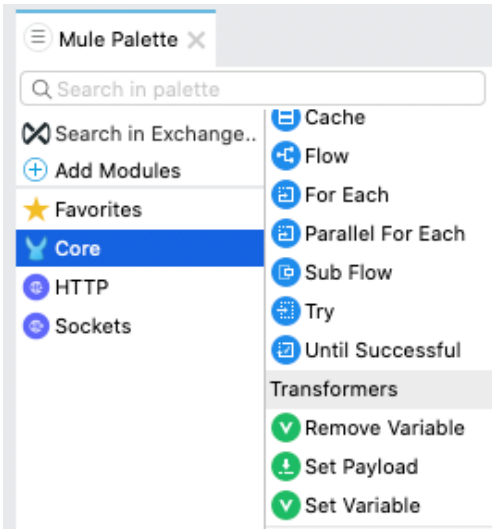 Mule Palette
Search in palette
Search in Exchange..
Add Modules
Favorites
Core
HTTP
Sockets
Cache
Flow
For Each
Parallel For Each
Sub Flow
Try
Until Successful
Transformers
Remove Variable
Set Payload
Set Variable